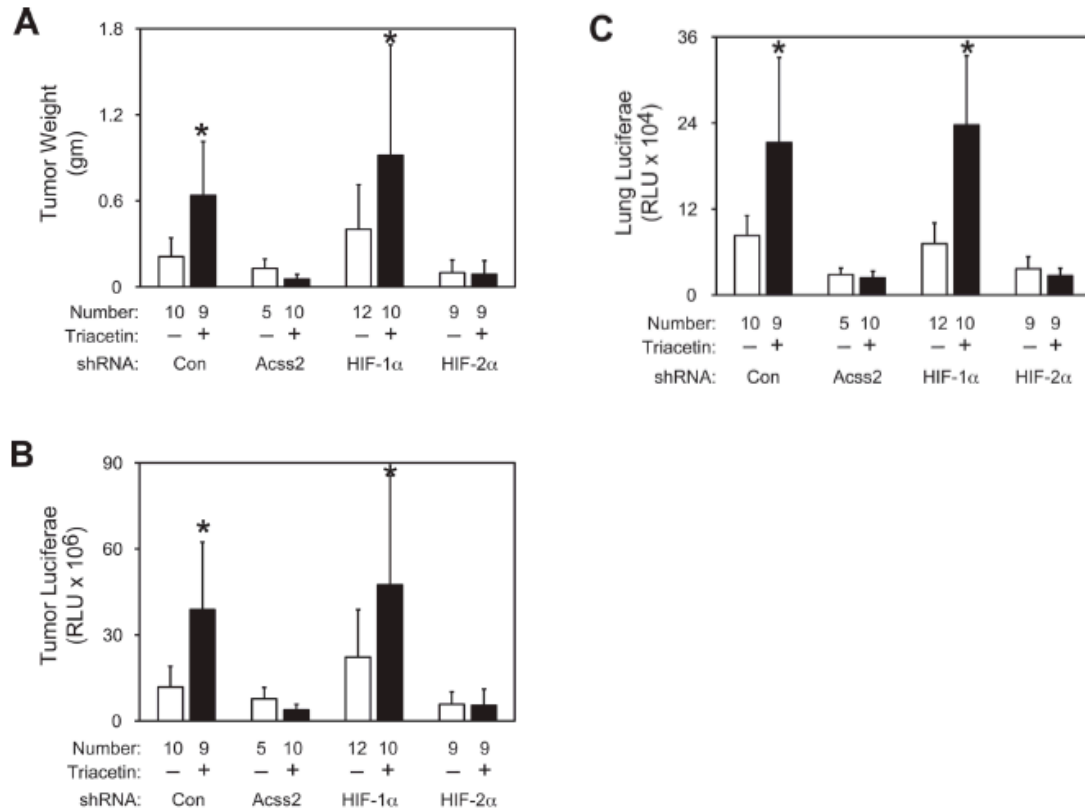 A
Tumor Weight
(gm)
1.8
1.2
0.6
0
* *
Number: 10 9 5 10 12 10 9 9
Triacetin: – + – + – + – +
shRNA: Con Acss2 HIF-1α HIF-2α
B
Tumor Luciferae
(RLU x 10⁶)
90
60
30
0
* *
Number: 10 9 5 10 12 10 9 9
Triacetin: – + – + – + – +
shRNA: Con Acss2 HIF-1α HIF-2α
C
Lung Luciferae
(RLU x 10⁴)
36
24
12
0
* *
Number: 10 9 5 10 12 10 9 9
Triacetin: – + – + – + – +
shRNA: Con Acss2 HIF-1α HIF-2α